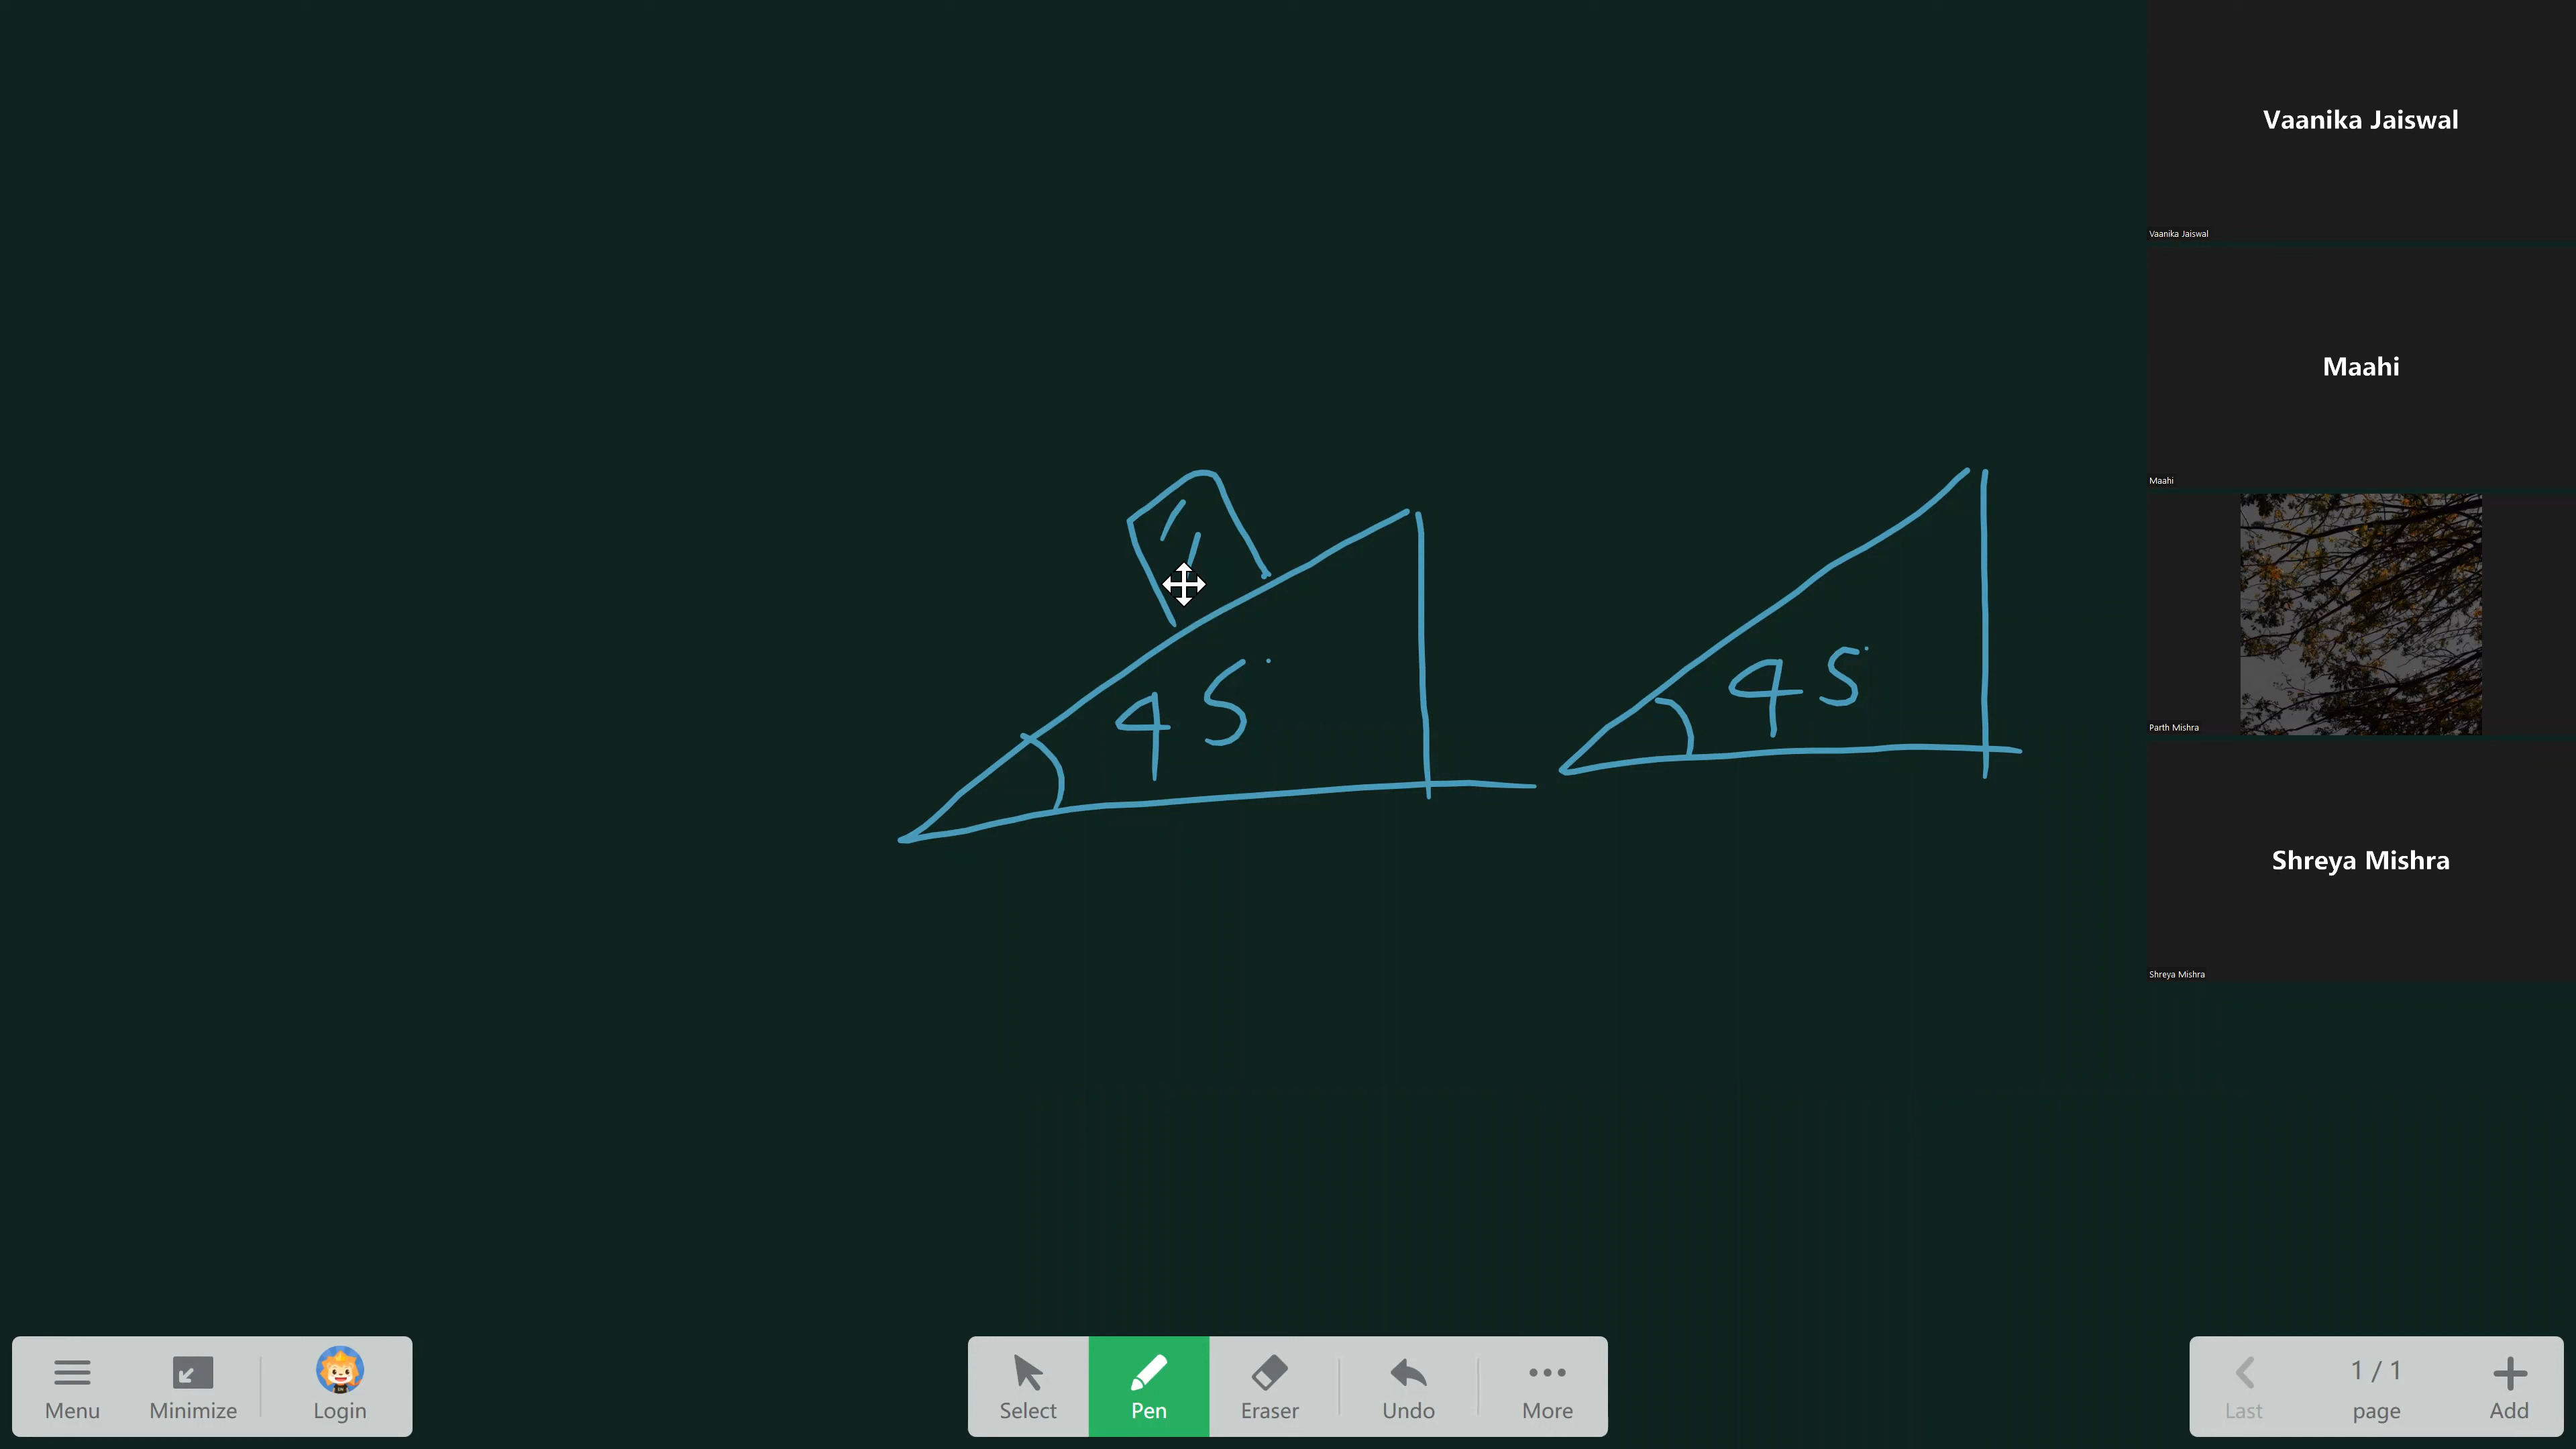 Vaanika Jaiswal
Vaanika Jaiswal
Maahi
Maahi
45°
45°
Parth Mishra
Shreya Mishra
Shreya Mishra
Menu
Minimize
Login
Select
Pen
Eraser
Undo
More
Last
1 / 1
page
Add